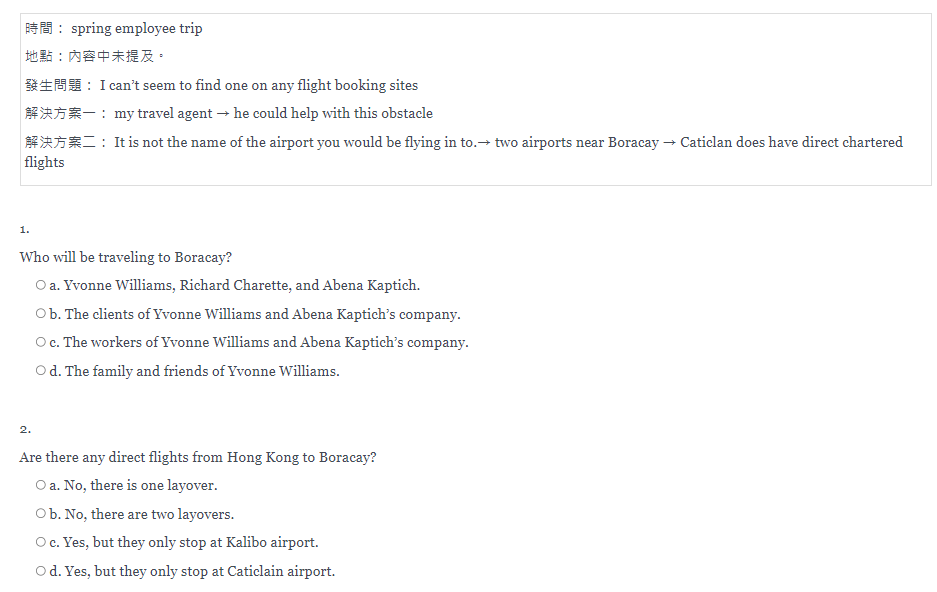 時間： spring employee trip
地點：內容中未提及。
發生問題： I can’t seem to find one on any flight booking sites
解決方案一： my travel agent → he could help with this obstacle
解決方案二： It is not the name of the airport you would be flying in to.→ two airports near Boracay → Caticlan does have direct chartered
flights
1.
Who will be traveling to Boracay?
a. Yvonne Williams, Richard Charette, and Abena Kaptich.
b. The clients of Yvonne Williams and Abena Kaptich’s company.
c. The workers of Yvonne Williams and Abena Kaptich’s company.
d. The family and friends of Yvonne Williams.
2.
Are there any direct flights from Hong Kong to Boracay?
a. No, there is one layover.
b. No, there are two layovers.
c. Yes, but they only stop at Kalibo airport.
d. Yes, but they only stop at Caticlain airport.